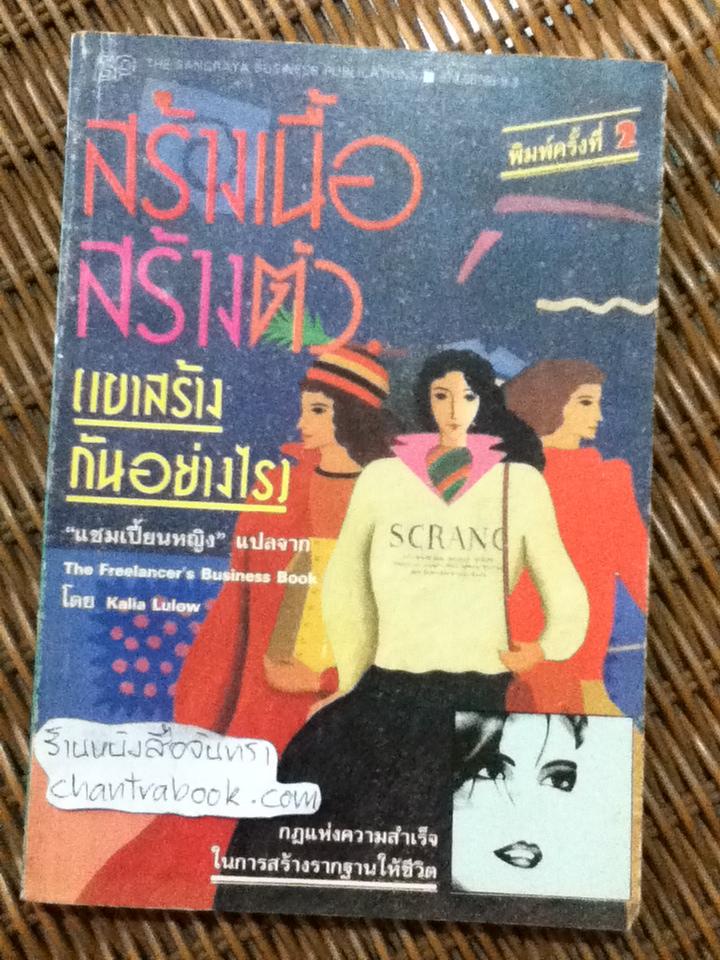 THE SANGRAYA BUSINESS PUBLICATIONS
พิมพ์ครั้งที่ 2
สร้างเนื้อ
สร้างตัว
เขาสร้าง
กันอย่างไร
"แชมเปี้ยนหญิง" แปลจาก
The Freelancer's Business Book
โดย Kalia Lulow
SCRANC
ร้านหนังสือจันทรา
chantrabook.com
กฎแห่งความสำเร็จ
ในการสร้างรากฐานให้ชีวิต